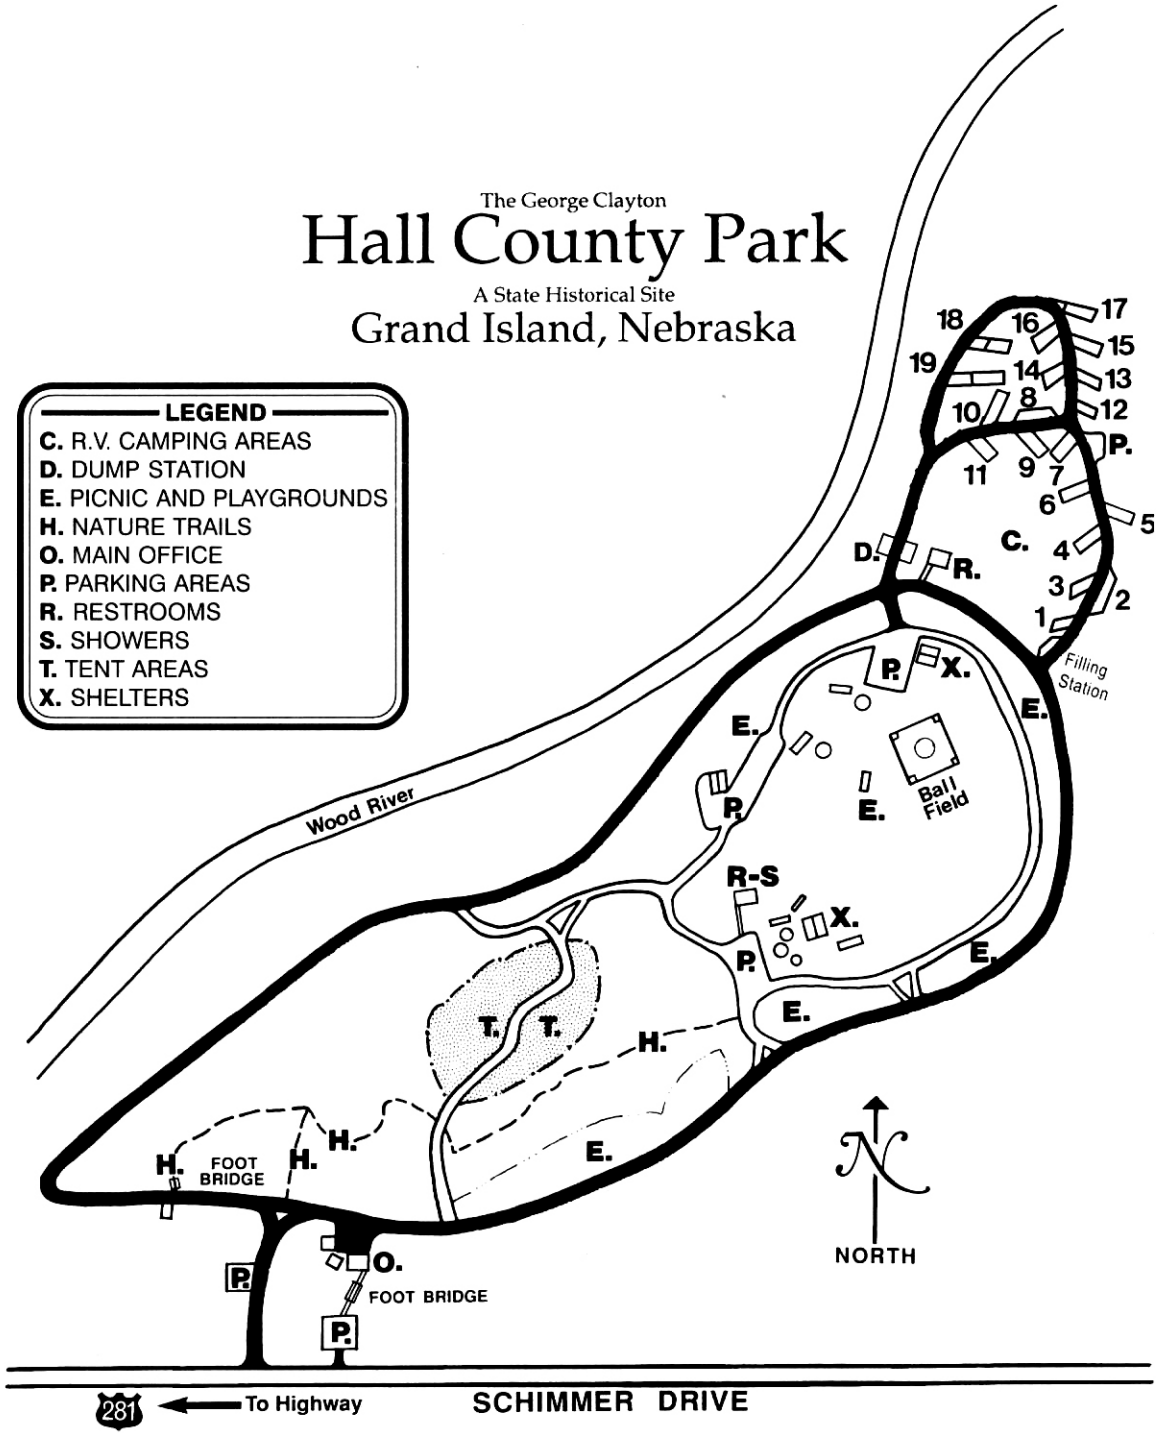 The George Clayton
Hall County Park
A State Historical Site
Grand Island, Nebraska
LEGEND
C. R.V. CAMPING AREAS
D. DUMP STATION
E. PICNIC AND PLAYGROUNDS
H. NATURE TRAILS
O. MAIN OFFICE
P. PARKING AREAS
R. RESTROOMS
S. SHOWERS
T. TENT AREAS
X. SHELTERS
17
16
18
15
19
14
13
8
12
10
P.
11
9
7
6
5
C.
4
D.
R.
3
2
1
Filling
Station
P.
X.
E.
E.
Ball
Field
E.
P.
Wood River
R-S
X.
E.
P.
E.
T.
T.
H.
H.
E.
H.
FOOT
BRIDGE
H.
N
NORTH
O.
P.
FOOT BRIDGE
P.
281
To Highway
SCHIMMER DRIVE